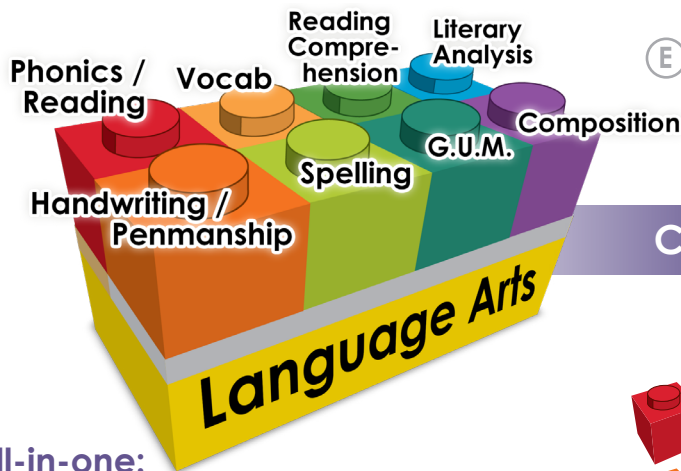 Reading
Compre-
hension
Literary
Analysis
E
Phonics /
Reading
Vocab
Composition
G.U.M.
Spelling
Handwriting /
Penmanship
C
Language Arts
ll-in-one: